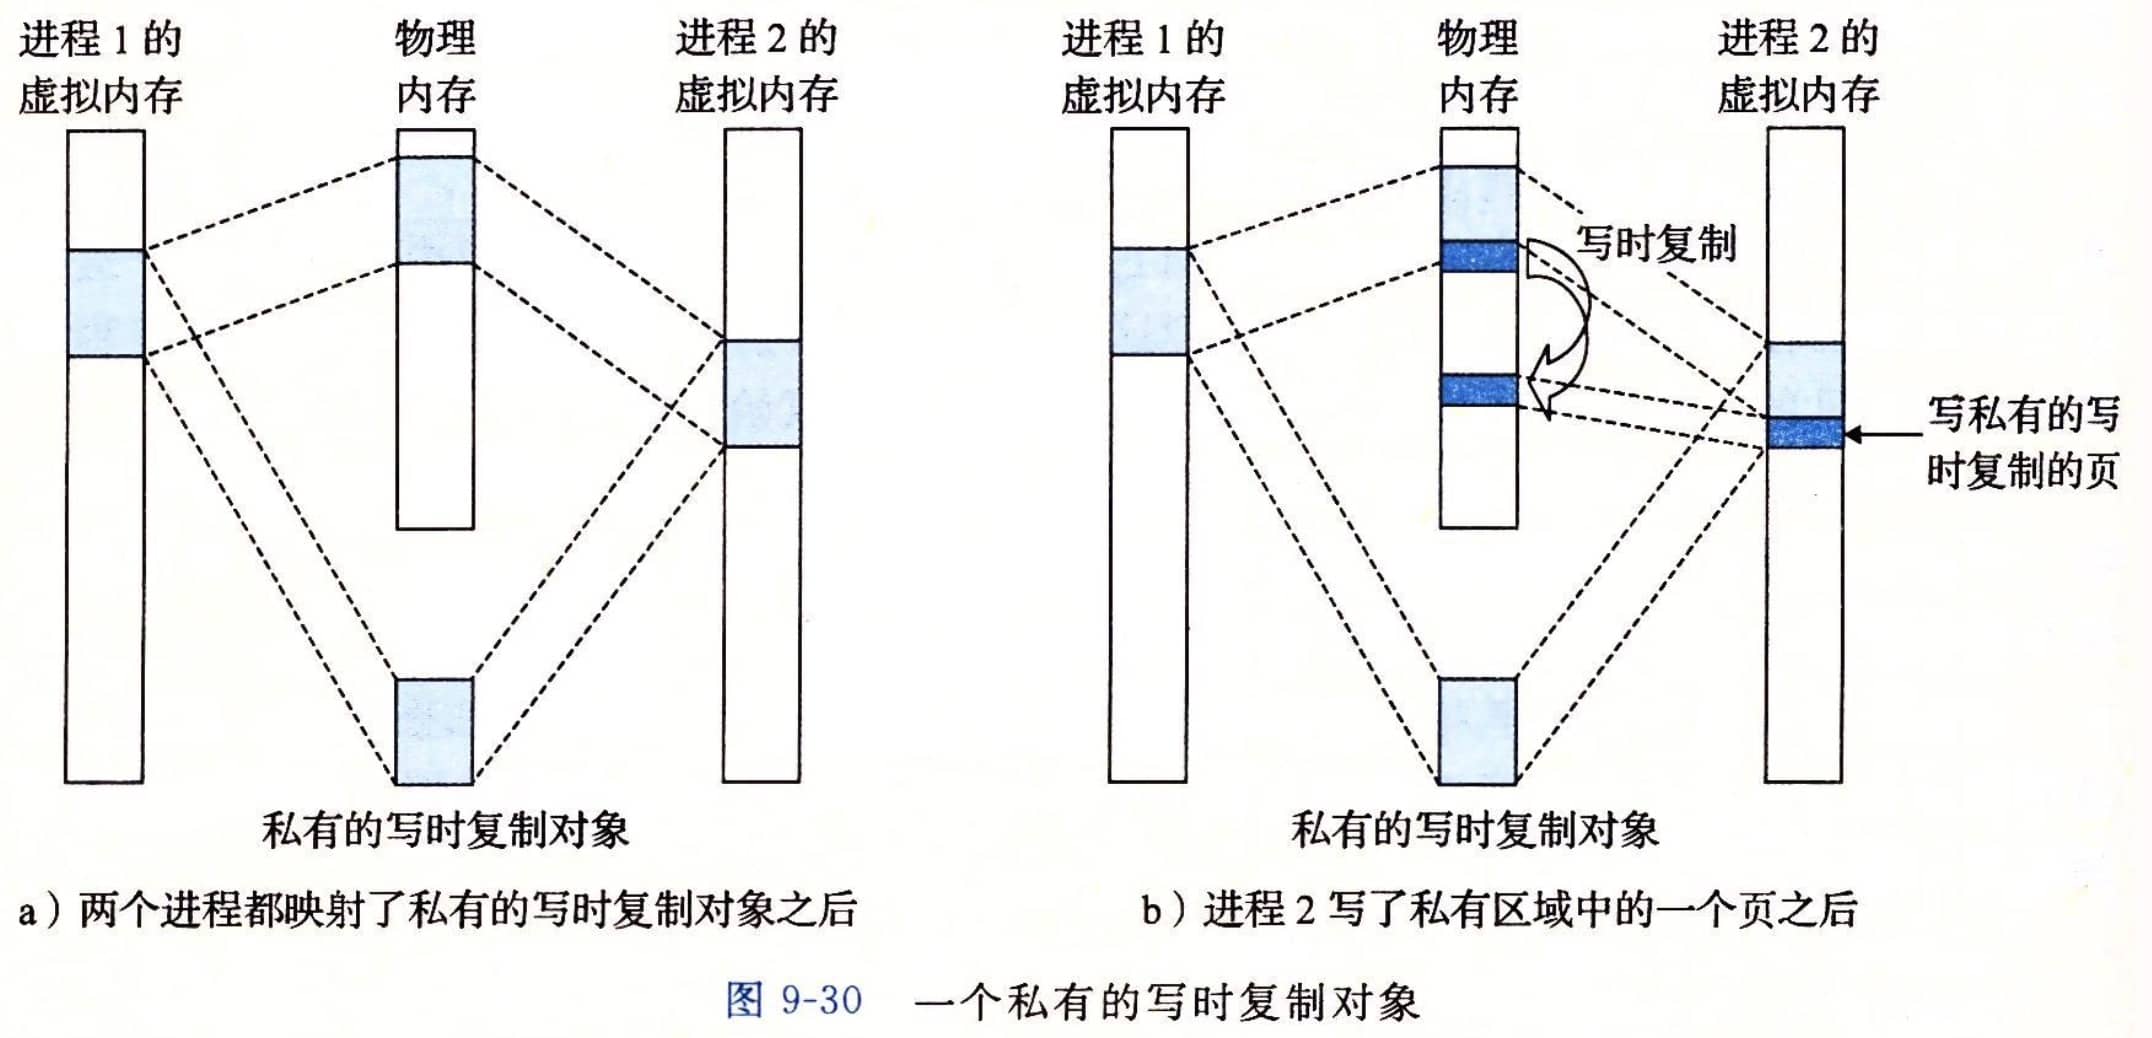 进程 1 的
虚拟内存
物理
内存
进程 2 的
虚拟内存
私有的写时复制对象
a）两个进程都映射了私有的写时复制对象之后
进程 1 的
虚拟内存
物理
内存
进程 2 的
虚拟内存
写时复制
写私有的写
时复制的页
私有的写时复制对象
b）进程 2 写了私有区域中的一个页之后
图 9-30 一个私有的写时复制对象